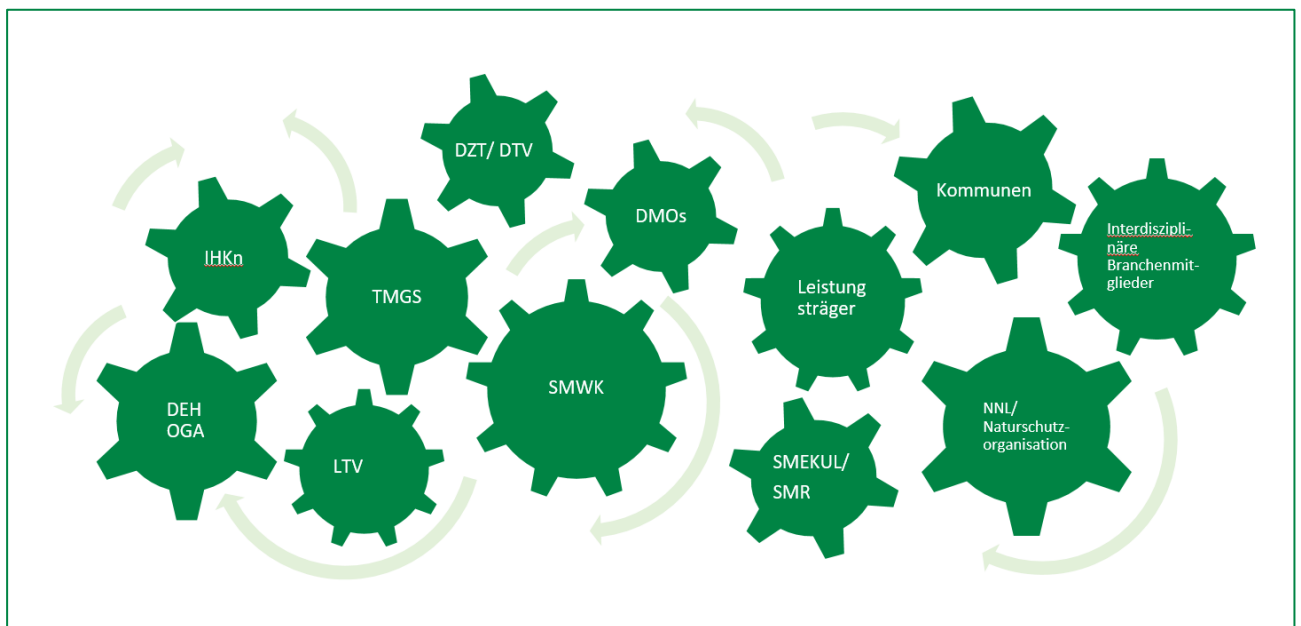 DZT/ DTV
DMOs
Kommunen
IHKn
TMGS
Leistung
sträger
Interdiszipli-
näre
Branchenmit-
glieder
DEH
OGA
LTV
SMWK
SMEKUL/
SMR
NNL/
Naturschutz-
organisation